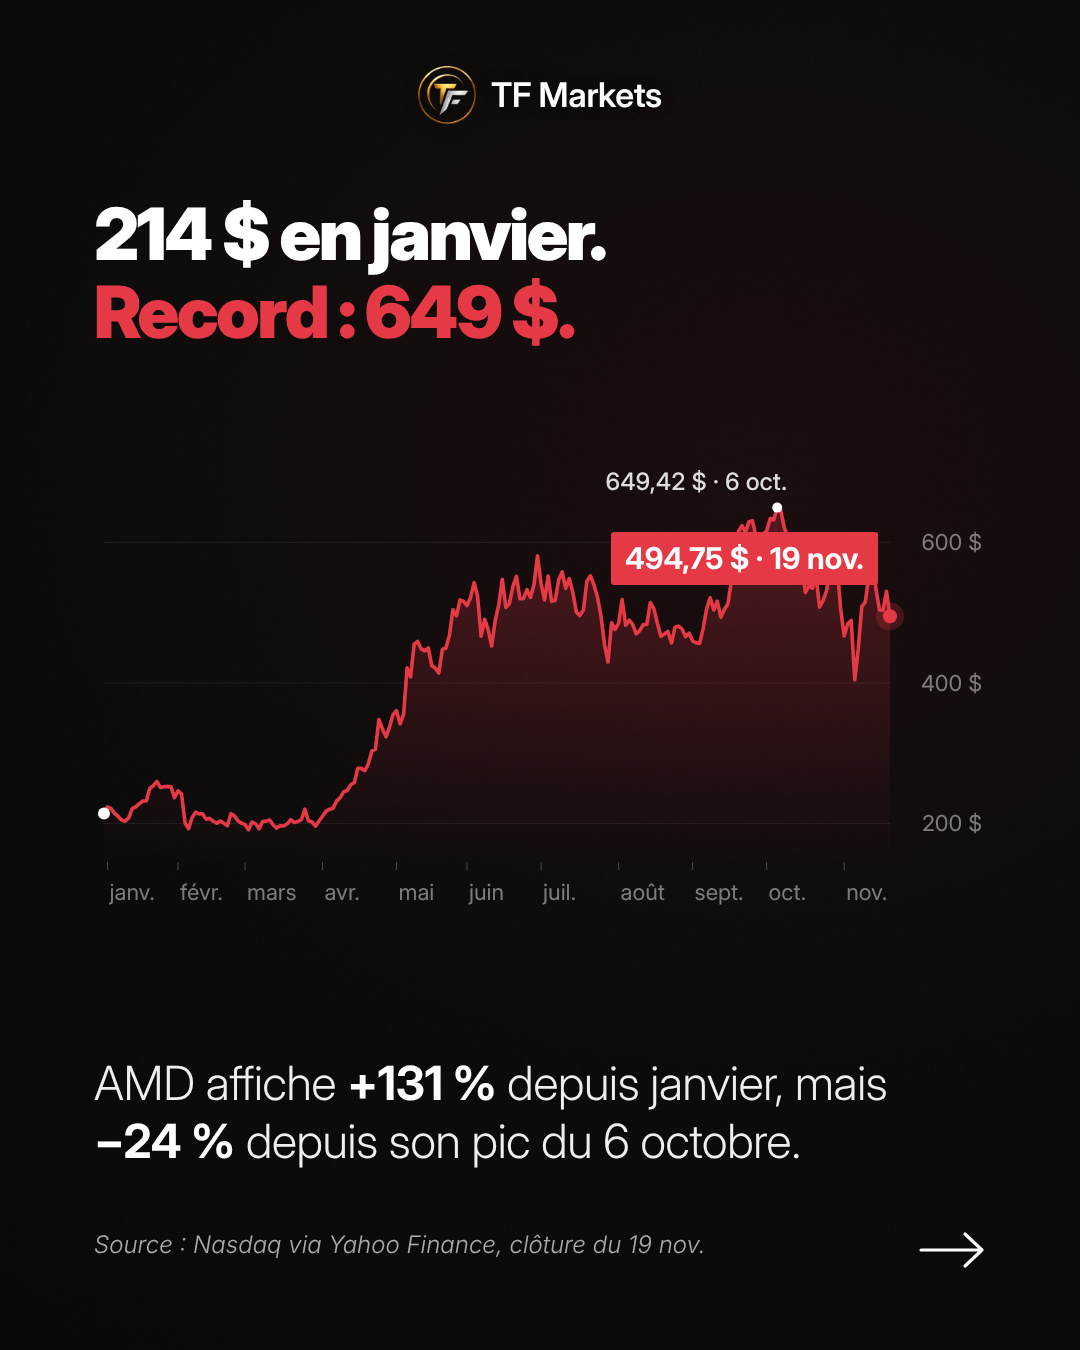 TF Markets
214 $ en janvier.
Record : 649 $.
649,42 $ · 6 oct.
494,75 $ · 19 nov.
600 $
400 $
200 $
janv. févr. mars avr. mai juin juil. août sept. oct. nov.
AMD affiche +131 % depuis janvier, mais
−24 % depuis son pic du 6 octobre.
Source : Nasdaq via Yahoo Finance, clôture du 19 nov.